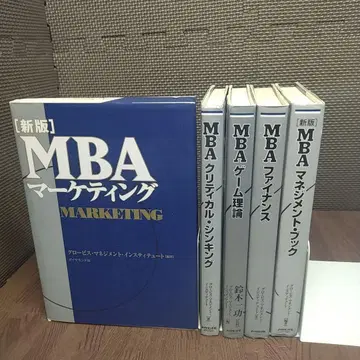 [新版]
MBA
マーケティング
MARKETING
グロービス・マネジメント・インスティテュート
MBA クリティカル・シンキング
MBA ゲーム理論
鈴木一功
MBA ファイナンス
[新版]
MBA マネジメント・ブック